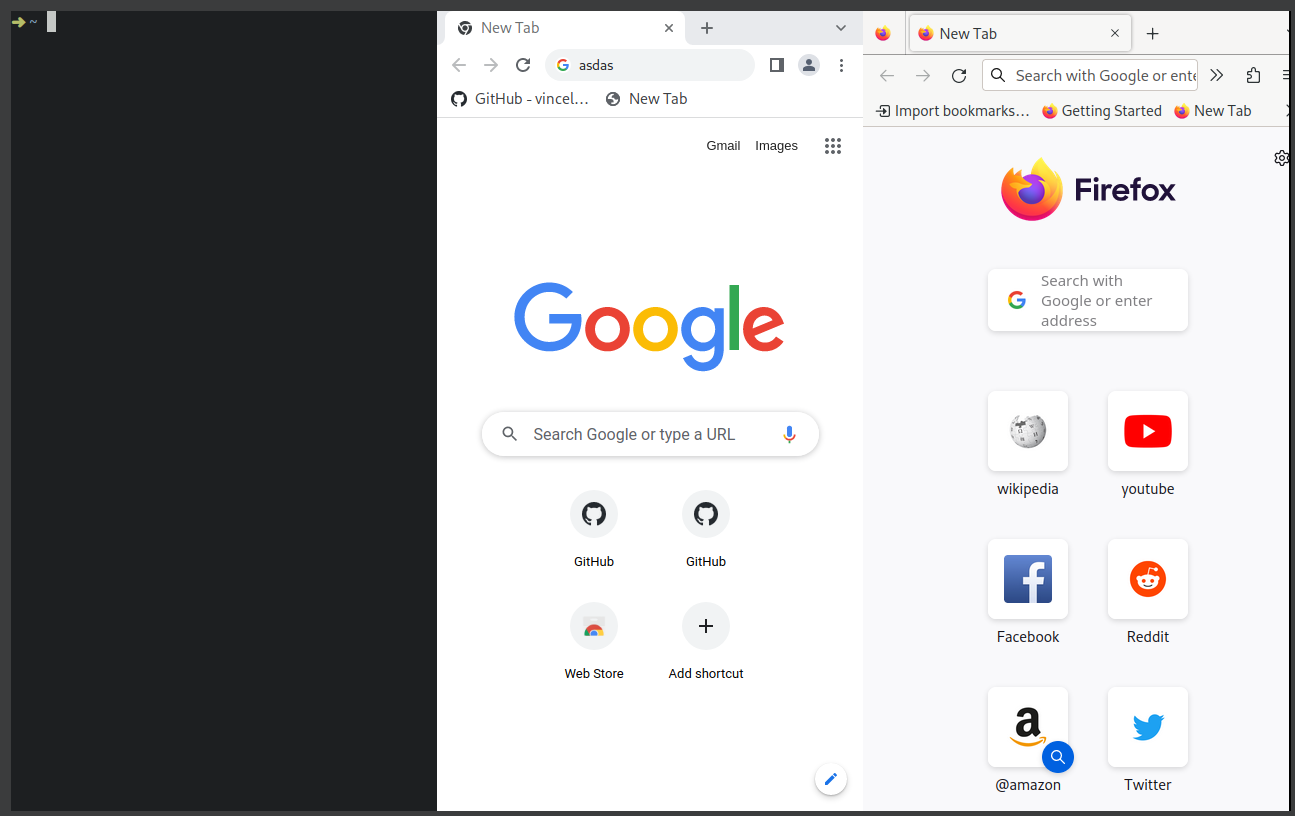 ~
New Tab
asdas
GitHub - vincel…
New Tab
Gmail
Images
Google
Search Google or type a URL
GitHub
GitHub
Web Store
Add shortcut
New Tab
Search with Google or ente
Import bookmarks…
Getting Started
New Tab
Firefox
Search with
Google or enter
address
wikipedia
youtube
Facebook
Reddit
@amazon
Twitter